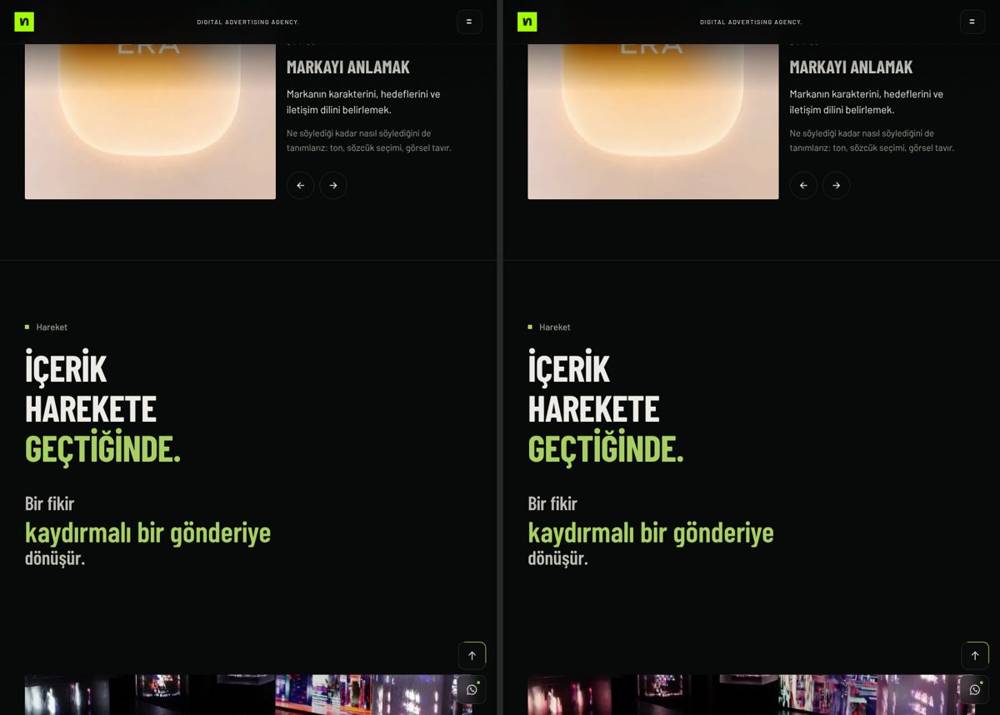 DIGITAL ADVERTISING AGENCY.
ERA
MARKAYI ANLAMAK
Markanın karakterini, hedeflerini ve
iletişim dilini belirlemek.
Ne söylediği kadar nasıl söylediğini de
tanımlarız: ton, sözcük seçimi, görsel tavır.
Hareket
İÇERİK
HAREKETE
GEÇTİĞİNDE.
Bir fikir
kaydırmalı bir gönderiye
dönüşür.
DIGITAL ADVERTISING AGENCY.
ERA
MARKAYI ANLAMAK
Markanın karakterini, hedeflerini ve
iletişim dilini belirlemek.
Ne söylediği kadar nasıl söylediğini de
tanımlarız: ton, sözcük seçimi, görsel tavır.
Hareket
İÇERİK
HAREKETE
GEÇTİĞİNDE.
Bir fikir
kaydırmalı bir gönderiye
dönüşür.